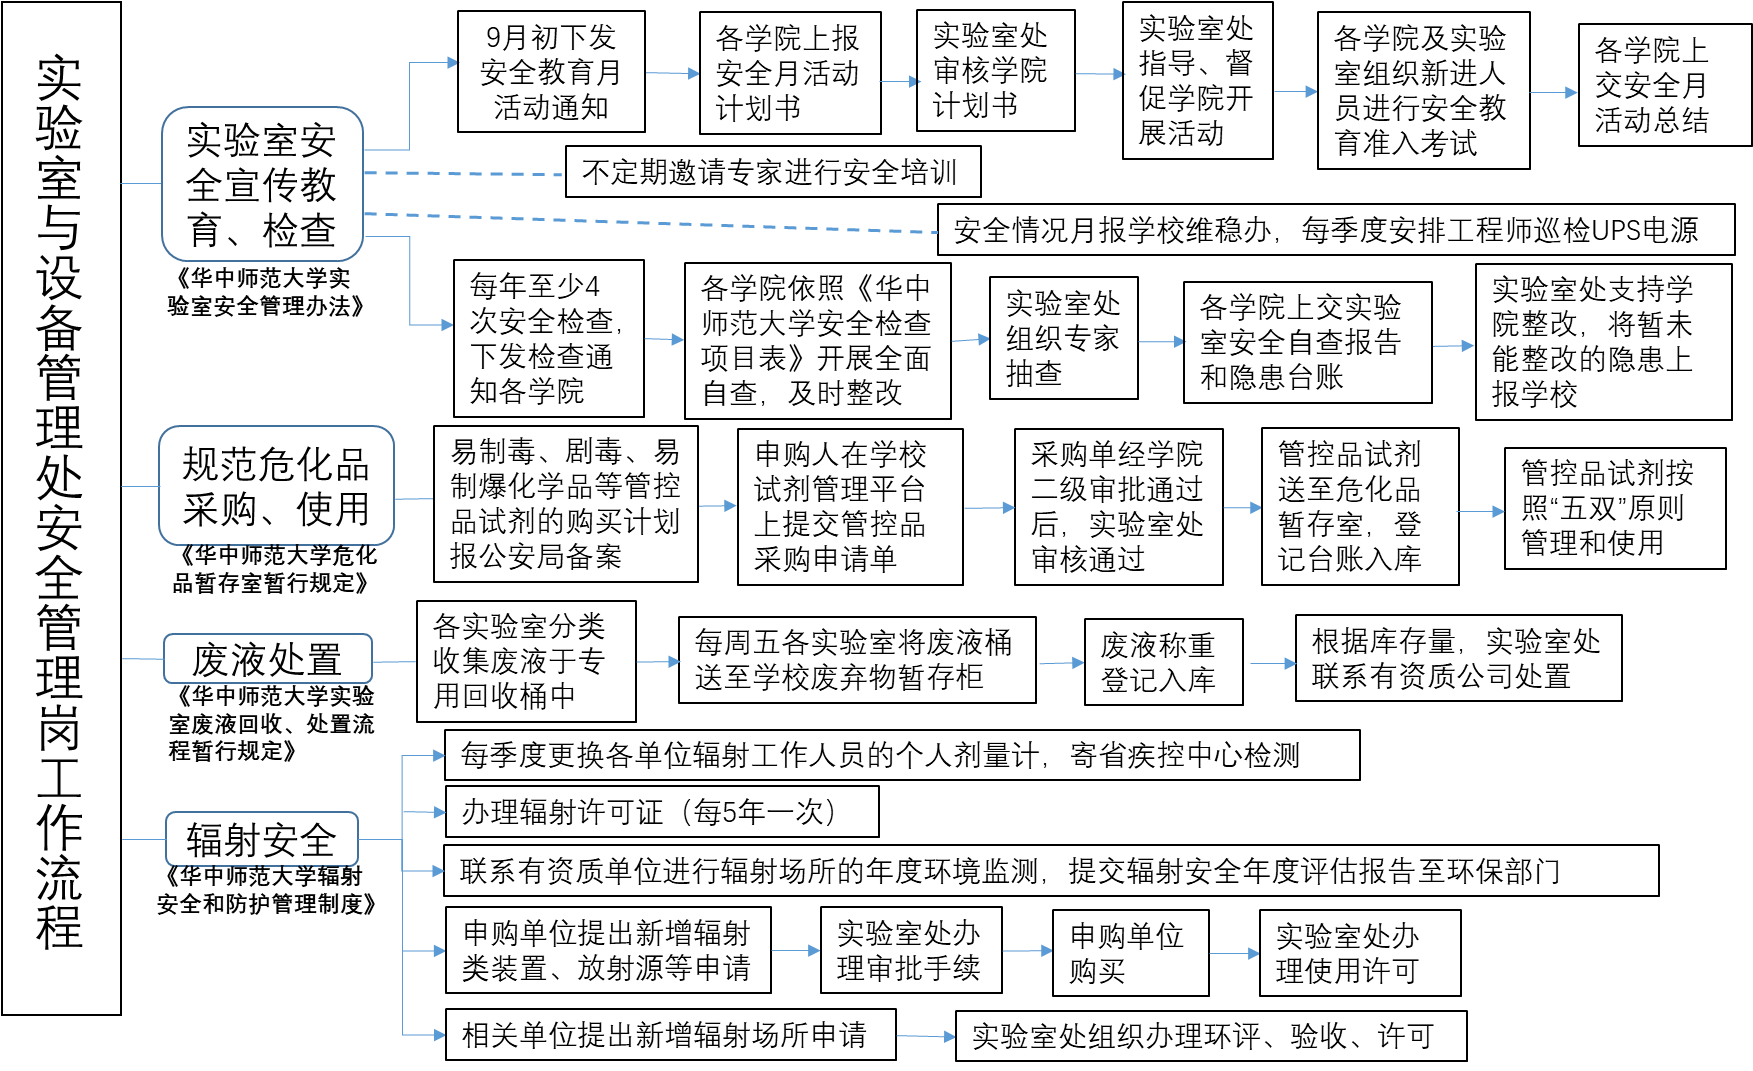 实验室与设备管理处安全管理岗工作流程
实验室安
全宣传教
育、检查
《华中师范大学实
验室安全管理办法》
9月初下发
安全教育月
活动通知
各学院上报
安全月活动
计划书
实验室处
审核学院
计划书
实验室处
指导、督
促学院开
展活动
各学院及实验
室组织新进人
员进行安全教
育准入考试
各学院上
交安全月
活动总结
不定期邀请专家进行安全培训
安全情况月报学校维稳办，每季度安排工程师巡检UPS电源
每年至少4
次安全检查，
下发检查通
知各学院
各学院依照《华中
师范大学安全检查
项目表》开展全面
自查，及时整改
实验室处
组织专家
抽查
各学院上交实验
室安全自查报告
和隐患台账
实验室处支持学
院整改，将暂未
能整改的隐患上
报学校
规范危化品
采购、使用
《华中师范大学危化
品暂存室暂行规定》
易制毒、剧毒、易
制爆化学品等管控
品试剂的购买计划
报公安局备案
申购人在学校
试剂管理平台
上提交管控品
采购申请单
采购单经学院
二级审批通过
后，实验室处
审核通过
管控品试剂
送至危化品
暂存室，登
记台账入库
管控品试剂按
照“五双”原则
管理和使用
废液处置
《华中师范大学实验
室废液回收、处置流
程暂行规定》
各实验室分类
收集废液于专
用回收桶中
每周五各实验室将废液桶
送至学校废弃物暂存柜
废液称重
登记入库
根据库存量，实验室处
联系有资质公司处置
辐射安全
《华中师范大学辐射
安全和防护管理制度》
每季度更换各单位辐射工作人员的个人剂量计，寄省疾控中心检测
办理辐射许可证（每5年一次）
联系有资质单位进行辐射场所的年度环境监测，提交辐射安全年度评估报告至环保部门
申购单位提出新增辐射
类装置、放射源等申请
实验室处办
理审批手续
申购单位
购买
实验室处办
理使用许可
相关单位提出新增辐射场所申请
实验室处组织办理环评、验收、许可